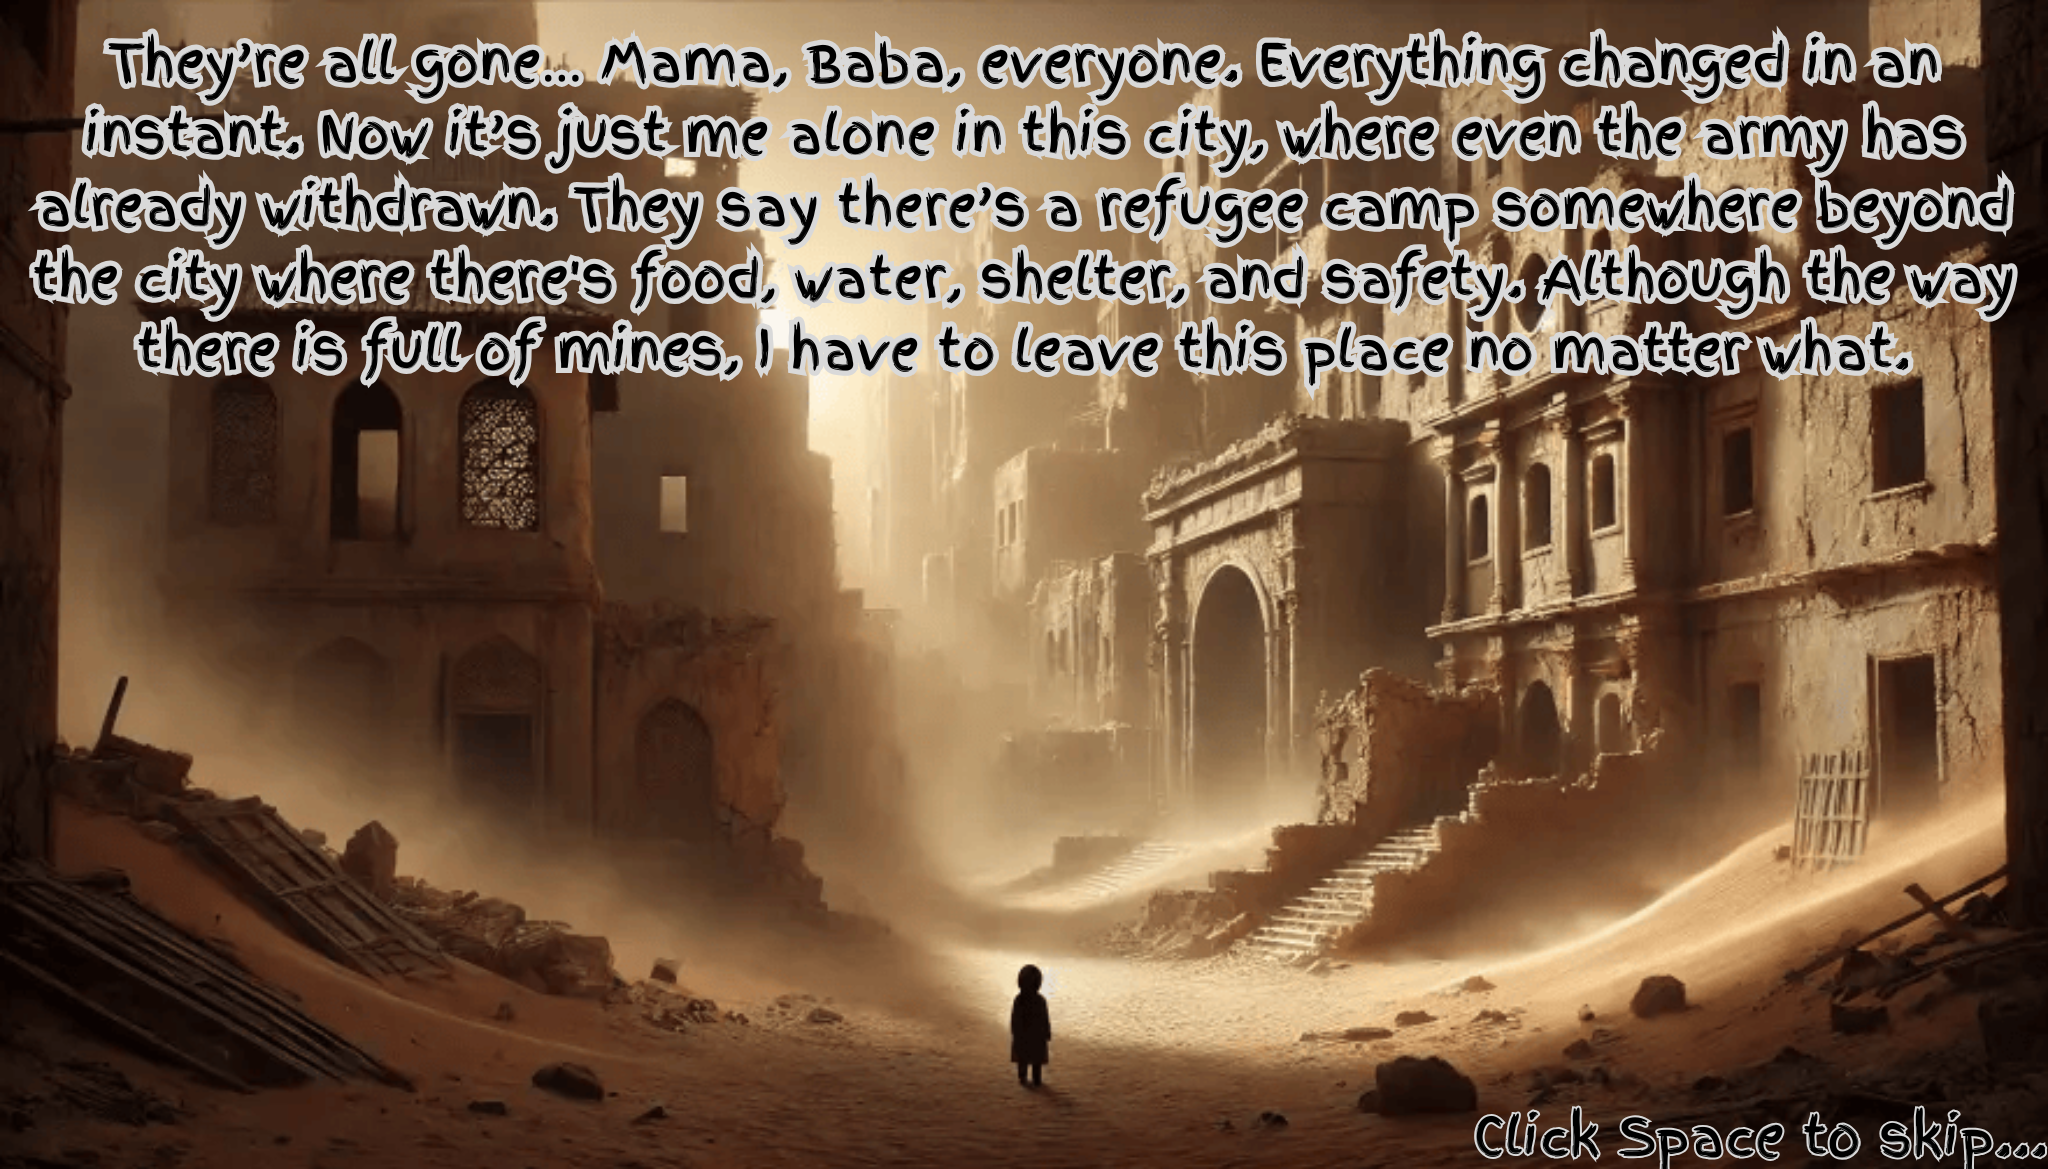 They’re all gone... Mama, Baba, everyone. Everything changed in an
instant. Now it’s just me alone in this city, where even the army has
already withdrawn. They say there’s a refugee camp somewhere beyond
the city where there's food, water, shelter, and safety. Although the way
there is full of mines, I have to leave this place no matter what.
Click Space to skip...